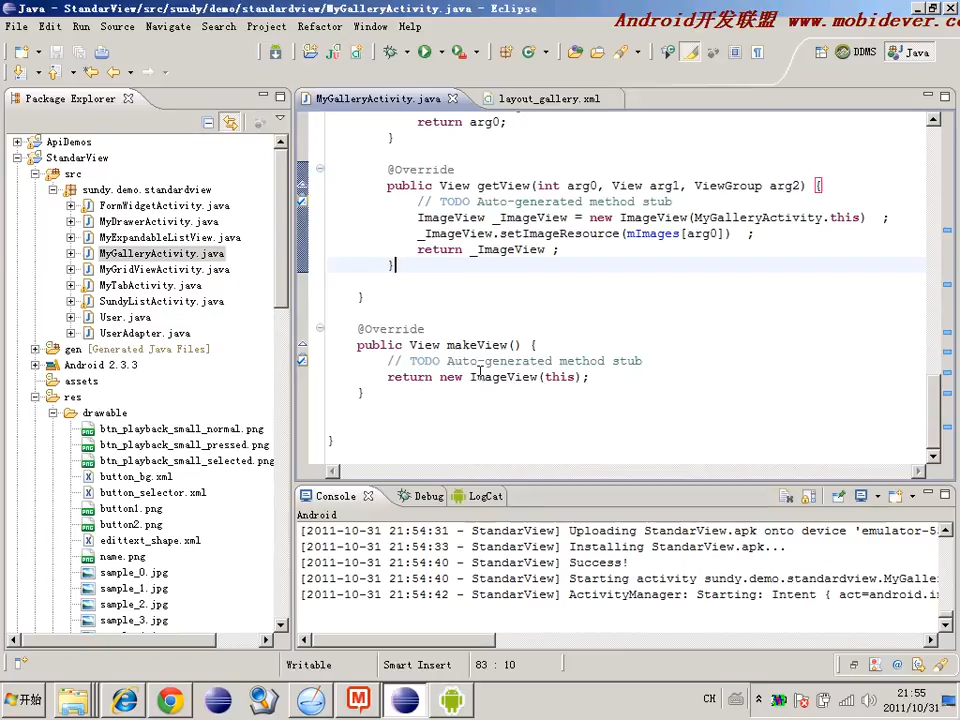 Java - StandarView/src/sundy/demo/standardview/MyGalleryActivity.java - Eclipse
Android开发联盟 www.mobidever.com
File Edit Run Source Navigate Search Project Refactor Window Help
DDMS Java
Package Explorer
MyGalleryActivity.java layout_gallery.xml
ApiDemos
StandarView
src
sundy.demo.standardview
FormWidgetActivity.java
MyDrawerActivity.java
MyExpandableListView.java
MyGalleryActivity.java
MyGridViewActivity.java
MyTabActivity.java
SundyListActivity.java
User.java
UserAdapter.java
gen [Generated Java Files]
Android 2.3.3
assets
res
drawable
btn_playback_small_normal.png
btn_playback_small_pressed.png
btn_playback_small_selected.png
button_bg.xml
button_selector.xml
button1.png
button2.png
edittext_shape.xml
name.png
sample_0.jpg
sample_1.jpg
sample_2.jpg
sample_3.jpg
return arg0;
}
@Override
public View getView(int arg0, View arg1, ViewGroup arg2) {
// TODO Auto-generated method stub
ImageView _ImageView = new ImageView(MyGalleryActivity.this) ;
_ImageView.setImageResource(mImages[arg0]) ;
return _ImageView ;
}
}
@Override
public View makeView() {
// TODO Auto-generated method stub
return new ImageView(this);
}
}
Console Debug LogCat
Android
[2011-10-31 21:54:31 - StandarView] Uploading StandarView.apk onto device 'emulator-5
[2011-10-31 21:54:33 - StandarView] Installing StandarView.apk...
[2011-10-31 21:54:40 - StandarView] Success!
[2011-10-31 21:54:40 - StandarView] Starting activity sundy.demo.standardview.MyGalle
[2011-10-31 21:54:42 - StandarView] ActivityManager: Starting: Intent { act=android.in
Writable Smart Insert 83 : 10
开始 CH 21:55
2011/10/31